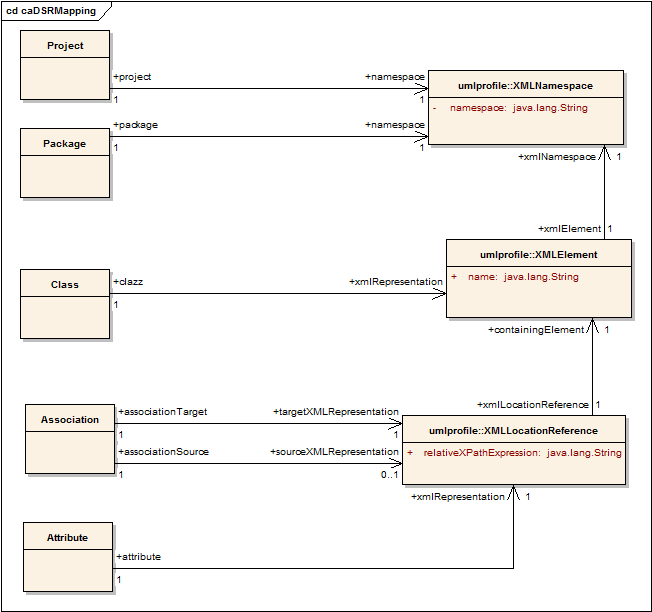 cd caDSRMapping
Project
+project
+namespace
1
1
umlprofile::XMLNamespace
- namespace: java.lang.String
Package
+package
+namespace
1
1
+xmlNamespace
1
+xmlElement
1
umlprofile::XMLElement
+ name: java.lang.String
Class
+clazz
+xmlRepresentation
1
+containingElement
1
+xmlLocationReference
1
Association
+associationTarget
+targetXMLRepresentation
1
1
umlprofile::XMLLocationReference
+ relativeXPathExpression: java.lang.String
+associationSource
+sourceXMLRepresentation
1
0..1
+xmlRepresentation
1
Attribute
+attribute
1